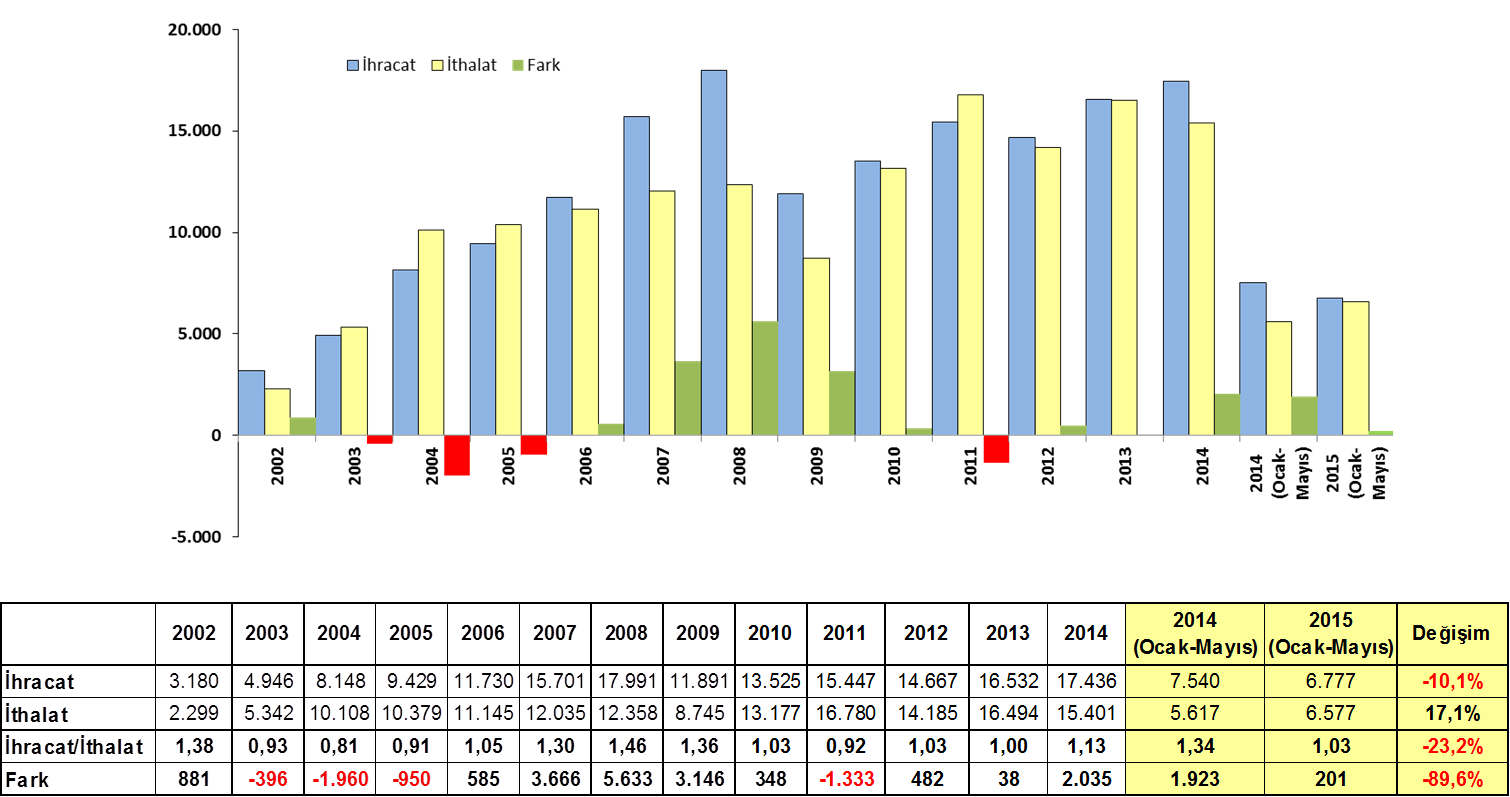 20.000
İhracat İthalat Fark
15.000
10.000
5.000
0
-5.000
2002 2003 2004 2005 2006 2007 2008 2009 2010 2011 2012 2013 2014 2014 (Ocak-Mayıs) 2015 (Ocak-Mayıs)
2002 2003 2004 2005 2006 2007 2008 2009 2010 2011 2012 2013 2014 2014 (Ocak-Mayıs) 2015 (Ocak-Mayıs) Değişim
İhracat 3.180 4.946 8.148 9.429 11.730 15.701 17.991 11.891 13.525 15.447 14.667 16.532 17.436 7.540 6.777 -10,1%
İthalat 2.299 5.342 10.108 10.379 11.145 12.035 12.358 8.745 13.177 16.780 14.185 16.494 15.401 5.617 6.577 17,1%
İhracat/İthalat 1,38 0,93 0,81 0,91 1,05 1,30 1,46 1,36 1,03 0,92 1,03 1,00 1,13 1,34 1,03 -23,2%
Fark 881 -396 -1.960 -950 585 3.666 5.633 3.146 348 -1.333 482 38 2.035 1.923 201 -89,6%